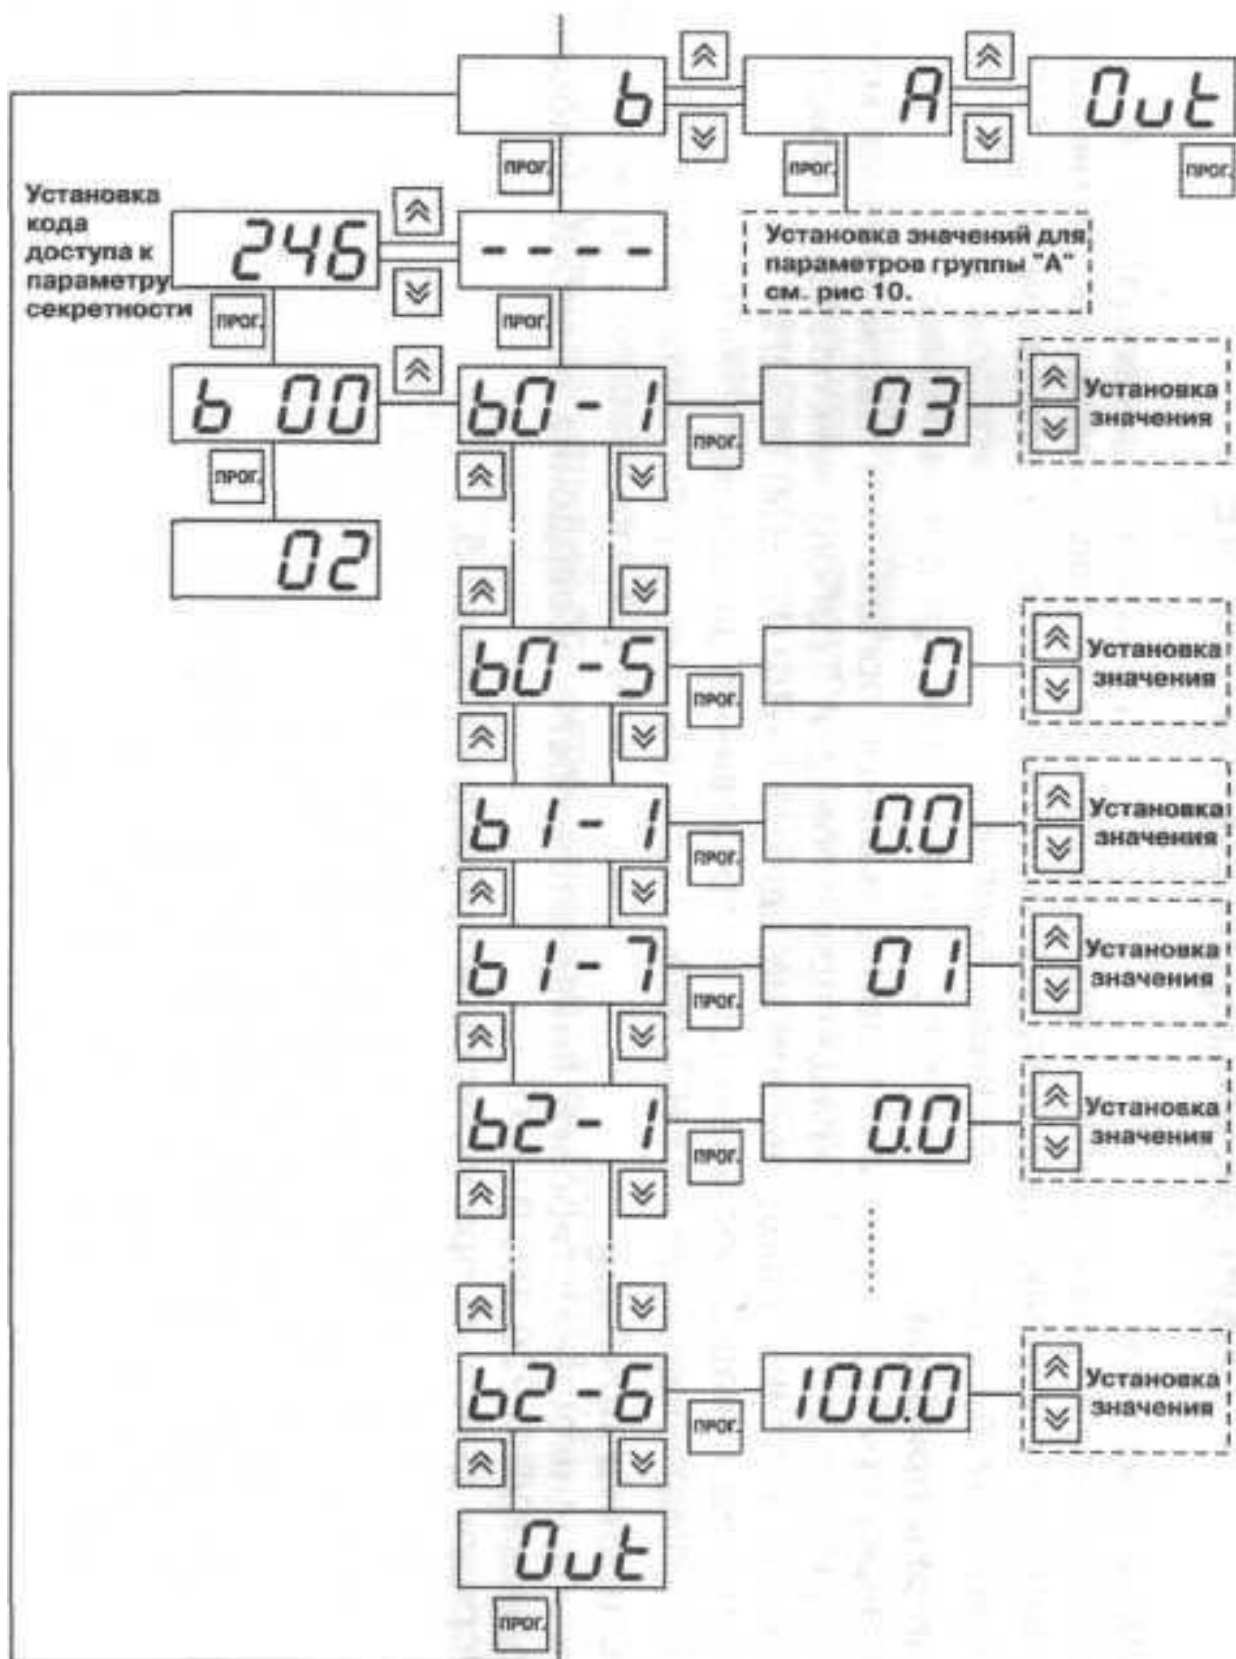 b A Out
ПРОГ. ПРОГ. ПРОГ.
Установка
кода
доступа к
параметру
секретности
246 - - - -
Установка значений для
параметров группы "А"
см. рис 10.
ПРОГ. ПРОГ.
b 00 b0-1 03
Установка
значения
ПРОГ.
ПРОГ.
02
b0-5 0
Установка
значения
ПРОГ.
b1-1 0.0
Установка
значения
ПРОГ.
b1-7 01
Установка
значения
ПРОГ.
b2-1 0.0
Установка
значения
ПРОГ.
b2-6 100.0
Установка
значения
ПРОГ.
Out
ПРОГ.